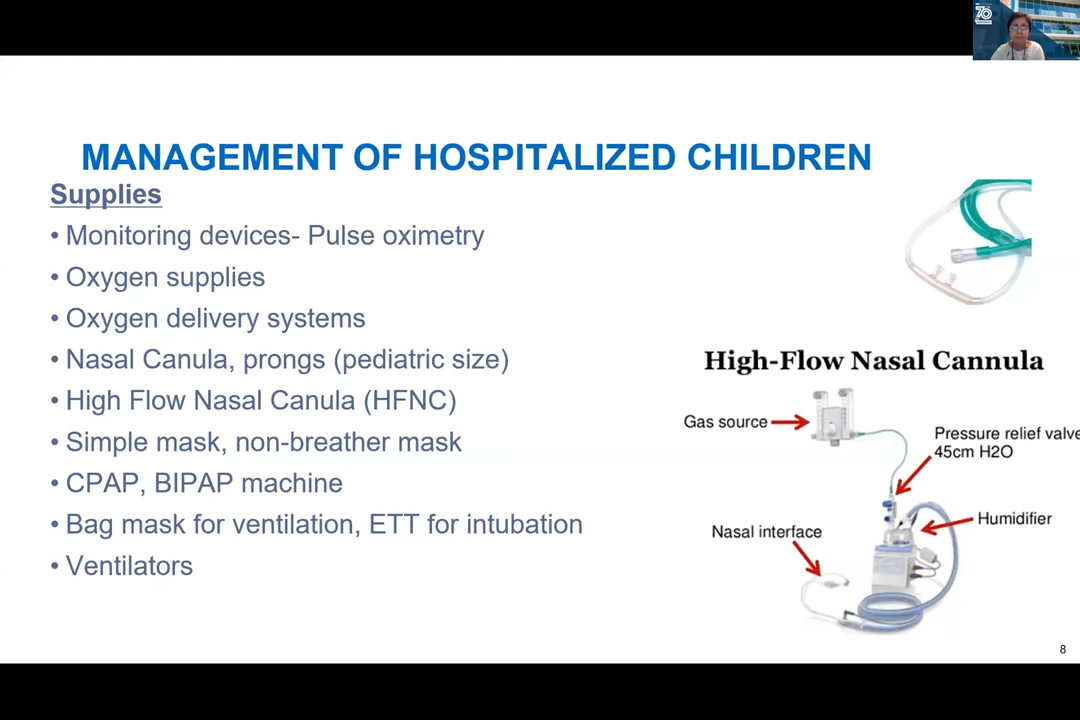 70
MANAGEMENT OF HOSPITALIZED CHILDREN
Supplies
• Monitoring devices- Pulse oximetry
• Oxygen supplies
• Oxygen delivery systems
• Nasal Canula, prongs (pediatric size)
• High Flow Nasal Canula (HFNC)
• Simple mask, non-breather mask
• CPAP, BIPAP machine
• Bag mask for ventilation, ETT for intubation
• Ventilators
High-Flow Nasal Cannula
Gas source
Pressure relief valve
45cm H2O
Humidifier
Nasal interface
8